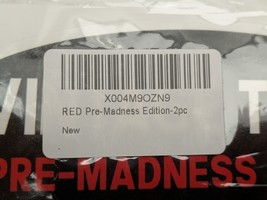 X004M9OZN9
RED Pre-Madness Edition-2pc
New
PRE-MADNESS